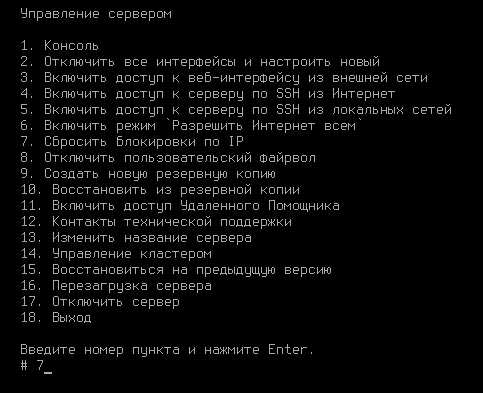 Управление сервером
1. Консоль
2. Отключить все интерфейсы и настроить новый
3. Включить доступ к веб-интерфейсу из внешней сети
4. Включить доступ к серверу по SSH из Интернет
5. Включить доступ к серверу по SSH из локальных сетей
6. Включить режим `Разрешить Интернет всем`
7. Сбросить блокировки по IP
8. Отключить пользовательский файрвол
9. Создать новую резервную копию
10. Восстановить из резервной копии
11. Включить доступ Удаленного Помощника
12. Контакты технической поддержки
13. Изменить название сервера
14. Управление кластером
15. Восстановиться на предыдущую версию
16. Перезагрузка сервера
17. Отключить сервер
18. Выход
Введите номер пункта и нажмите Enter.
# 7_